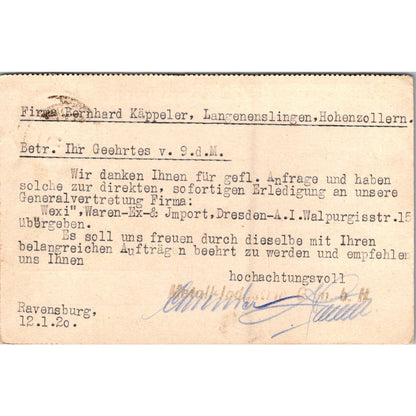 Firma Bernhard Käppeler, Langenenslingen,Hohenzollern.
Betr. Ihr Geehrtes v. 9.d.M.
Wir danken Ihnen für gefl. Anfrage und haben
solche zur direkten, sofortigen Erledigung an unsere
Generalvertretung Firma:
Wexi", Waren-Ex-& Jmport,Dresden-A.I.Walpurgisstr.15
übergeben.
Es soll uns freuen durch dieselbe mit Ihren
belangreichen Aufträgen beehrt zu werden und empfehlen
uns Ihnen
hochachtungsvoll
Ravensburg,
12.1.20.